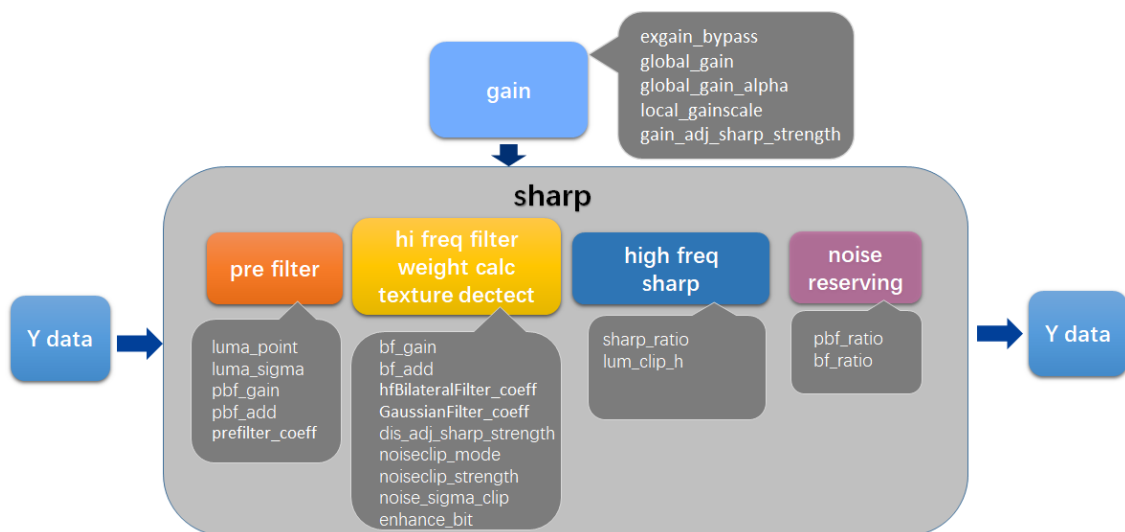 gain
exgain_bypass
global_gain
global_gain_alpha
local_gainscale
gain_adj_sharp_strength
sharp
Y data
pre filter
luma_point
luma_sigma
pbf_gain
pbf_add
prefilter_coeff
hi freq filter
weight calc
texture dectect
bf_gain
bf_add
hfBilateralFilter_coeff
GaussianFilter_coeff
dis_adj_sharp_strength
noiseclip_mode
noiseclip_strength
noise_sigma_clip
enhance_bit
high freq
sharp
sharp_ratio
lum_clip_h
noise
reserving
pbf_ratio
bf_ratio
Y data